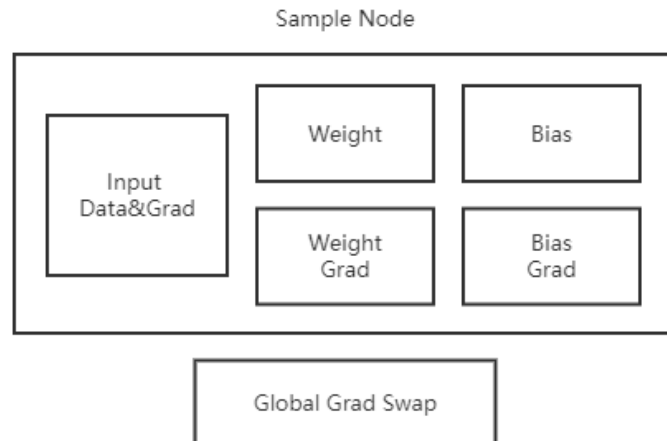 Sample Node
Input
Data&Grad
Weight
Bias
Weight
Grad
Bias
Grad
Global Grad Swap